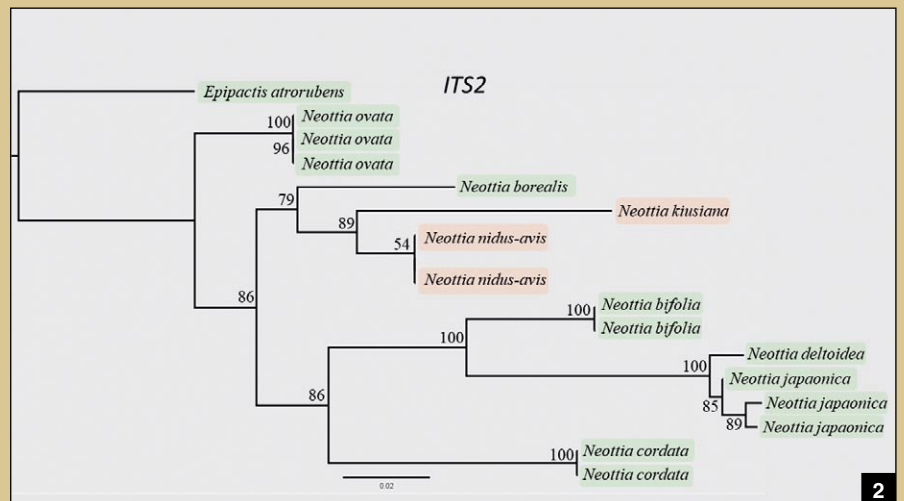 ITS2
Epipactis atrorubens
Neottia ovata
100
Neottia ovata
96
Neottia ovata
79
Neottia borealis
89
Neottia kiusiana
54
Neottia nidus-avis
Neottia nidus-avis
86
100
Neottia bifolia
Neottia bifolia
100
100
Neottia deltoidea
Neottia japaonica
85
Neottia japaonica
89
Neottia japaonica
86
100
Neottia cordata
Neottia cordata
0.02
2